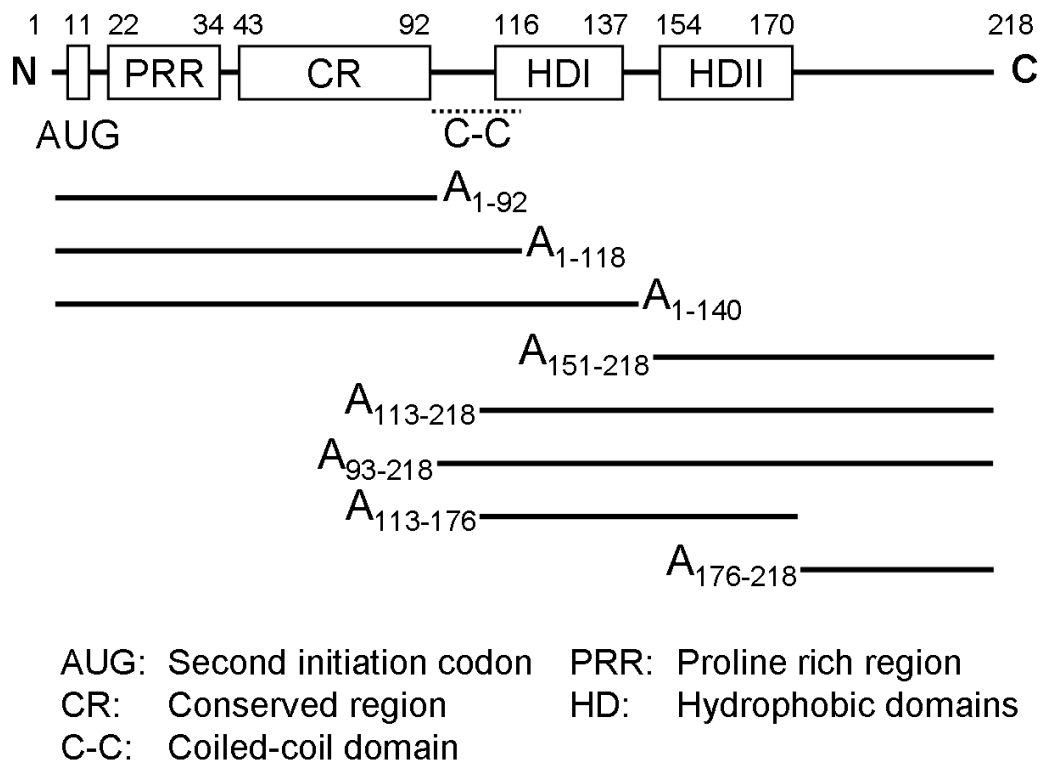 1 11 22 34 43 92 116 137 154 170 218
N PRR CR HDI HDII C
AUG C-C
A1-92
A1-118
A1-140
A151-218
A113-218
A93-218
A113-176
A176-218
AUG: Second initiation codon PRR: Proline rich region
CR: Conserved region HD: Hydrophobic domains
C-C: Coiled-coil domain